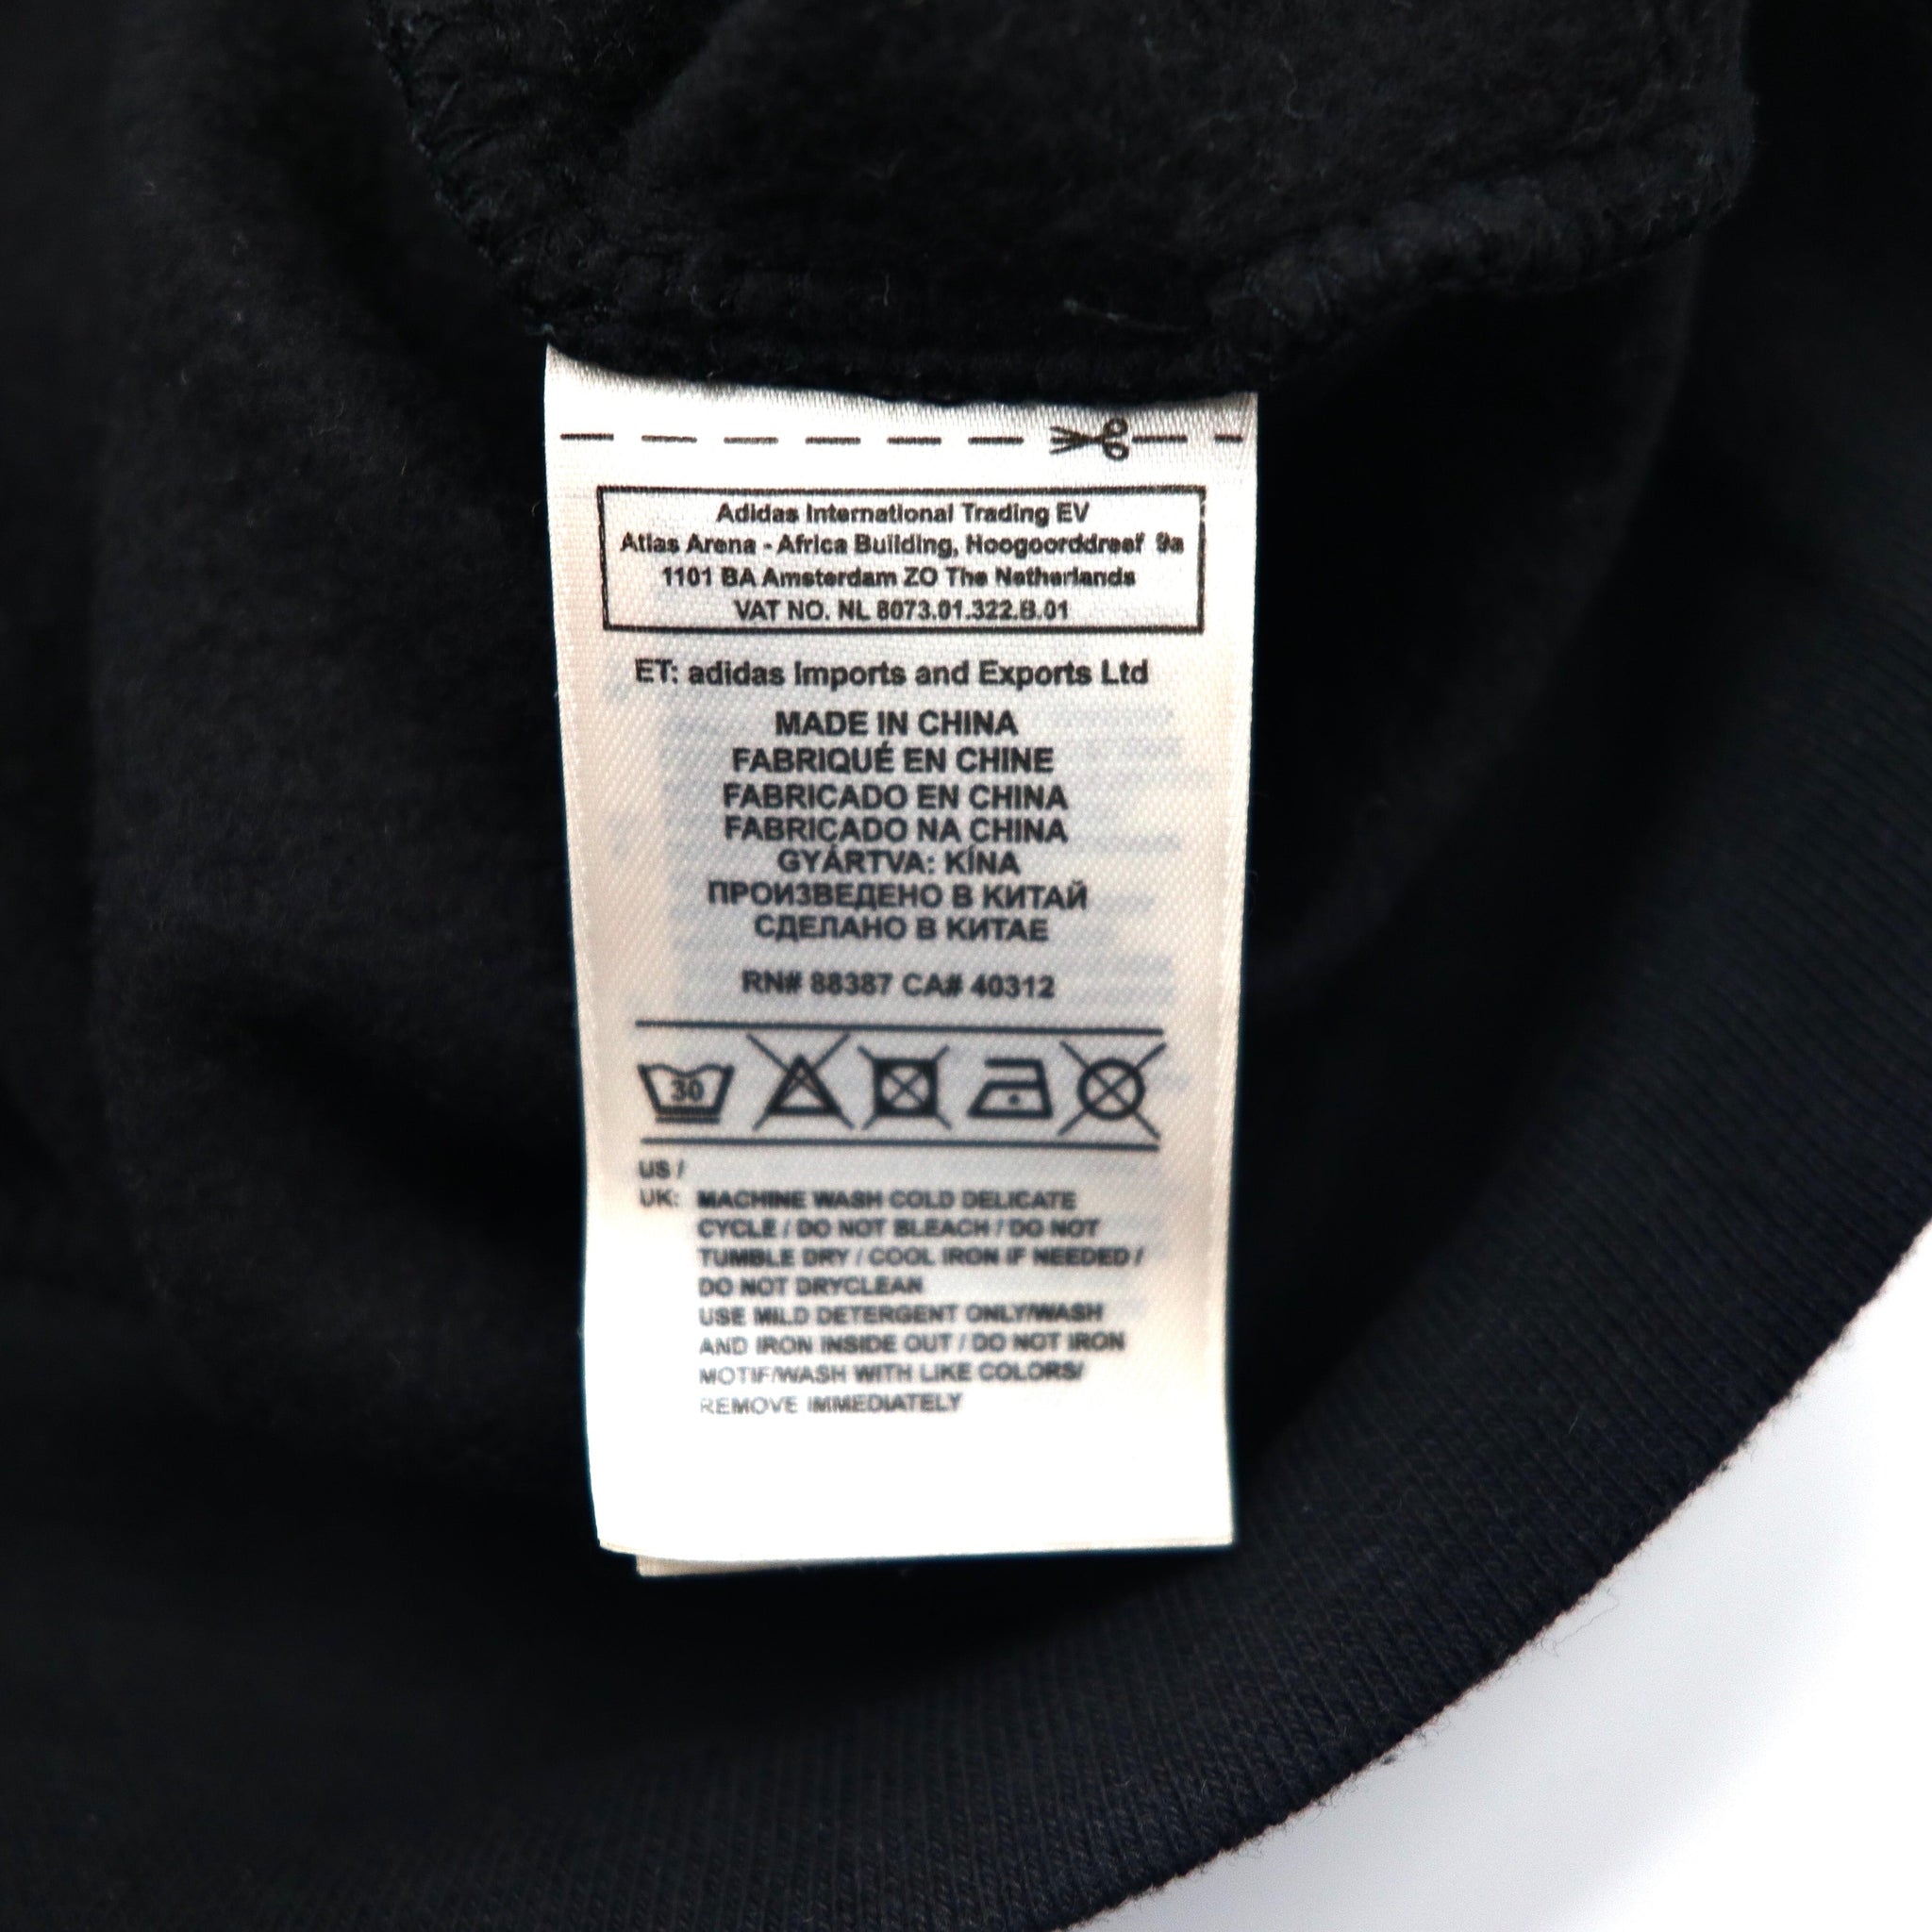 Adidas International Trading BV
Atlas Arena - Africa Building, Hoogoorddreef 9a
1101 BA Amsterdam ZO The Netherlands
VAT NO. NL 8073.01.322.B.01
ET: adidas Imports and Exports Ltd
MADE IN CHINA
FABRIQUÉ EN CHINE
FABRICADO EN CHINA
FABRICADO NA CHINA
GYÁRTVA: KÍNA
ПРОИЗВЕДЕНО В КИТАЙ
СДЕЛАНО В КИТАЕ
RN# 88387 CA# 40312
30
US /
UK: MACHINE WASH COLD DELICATE
CYCLE / DO NOT BLEACH / DO NOT
TUMBLE DRY / COOL IRON IF NEEDED /
DO NOT DRYCLEAN
USE MILD DETERGENT ONLY/WASH
AND IRON INSIDE OUT / DO NOT IRON
MOTIF/WASH WITH LIKE COLORS/
REMOVE IMMEDIATELY